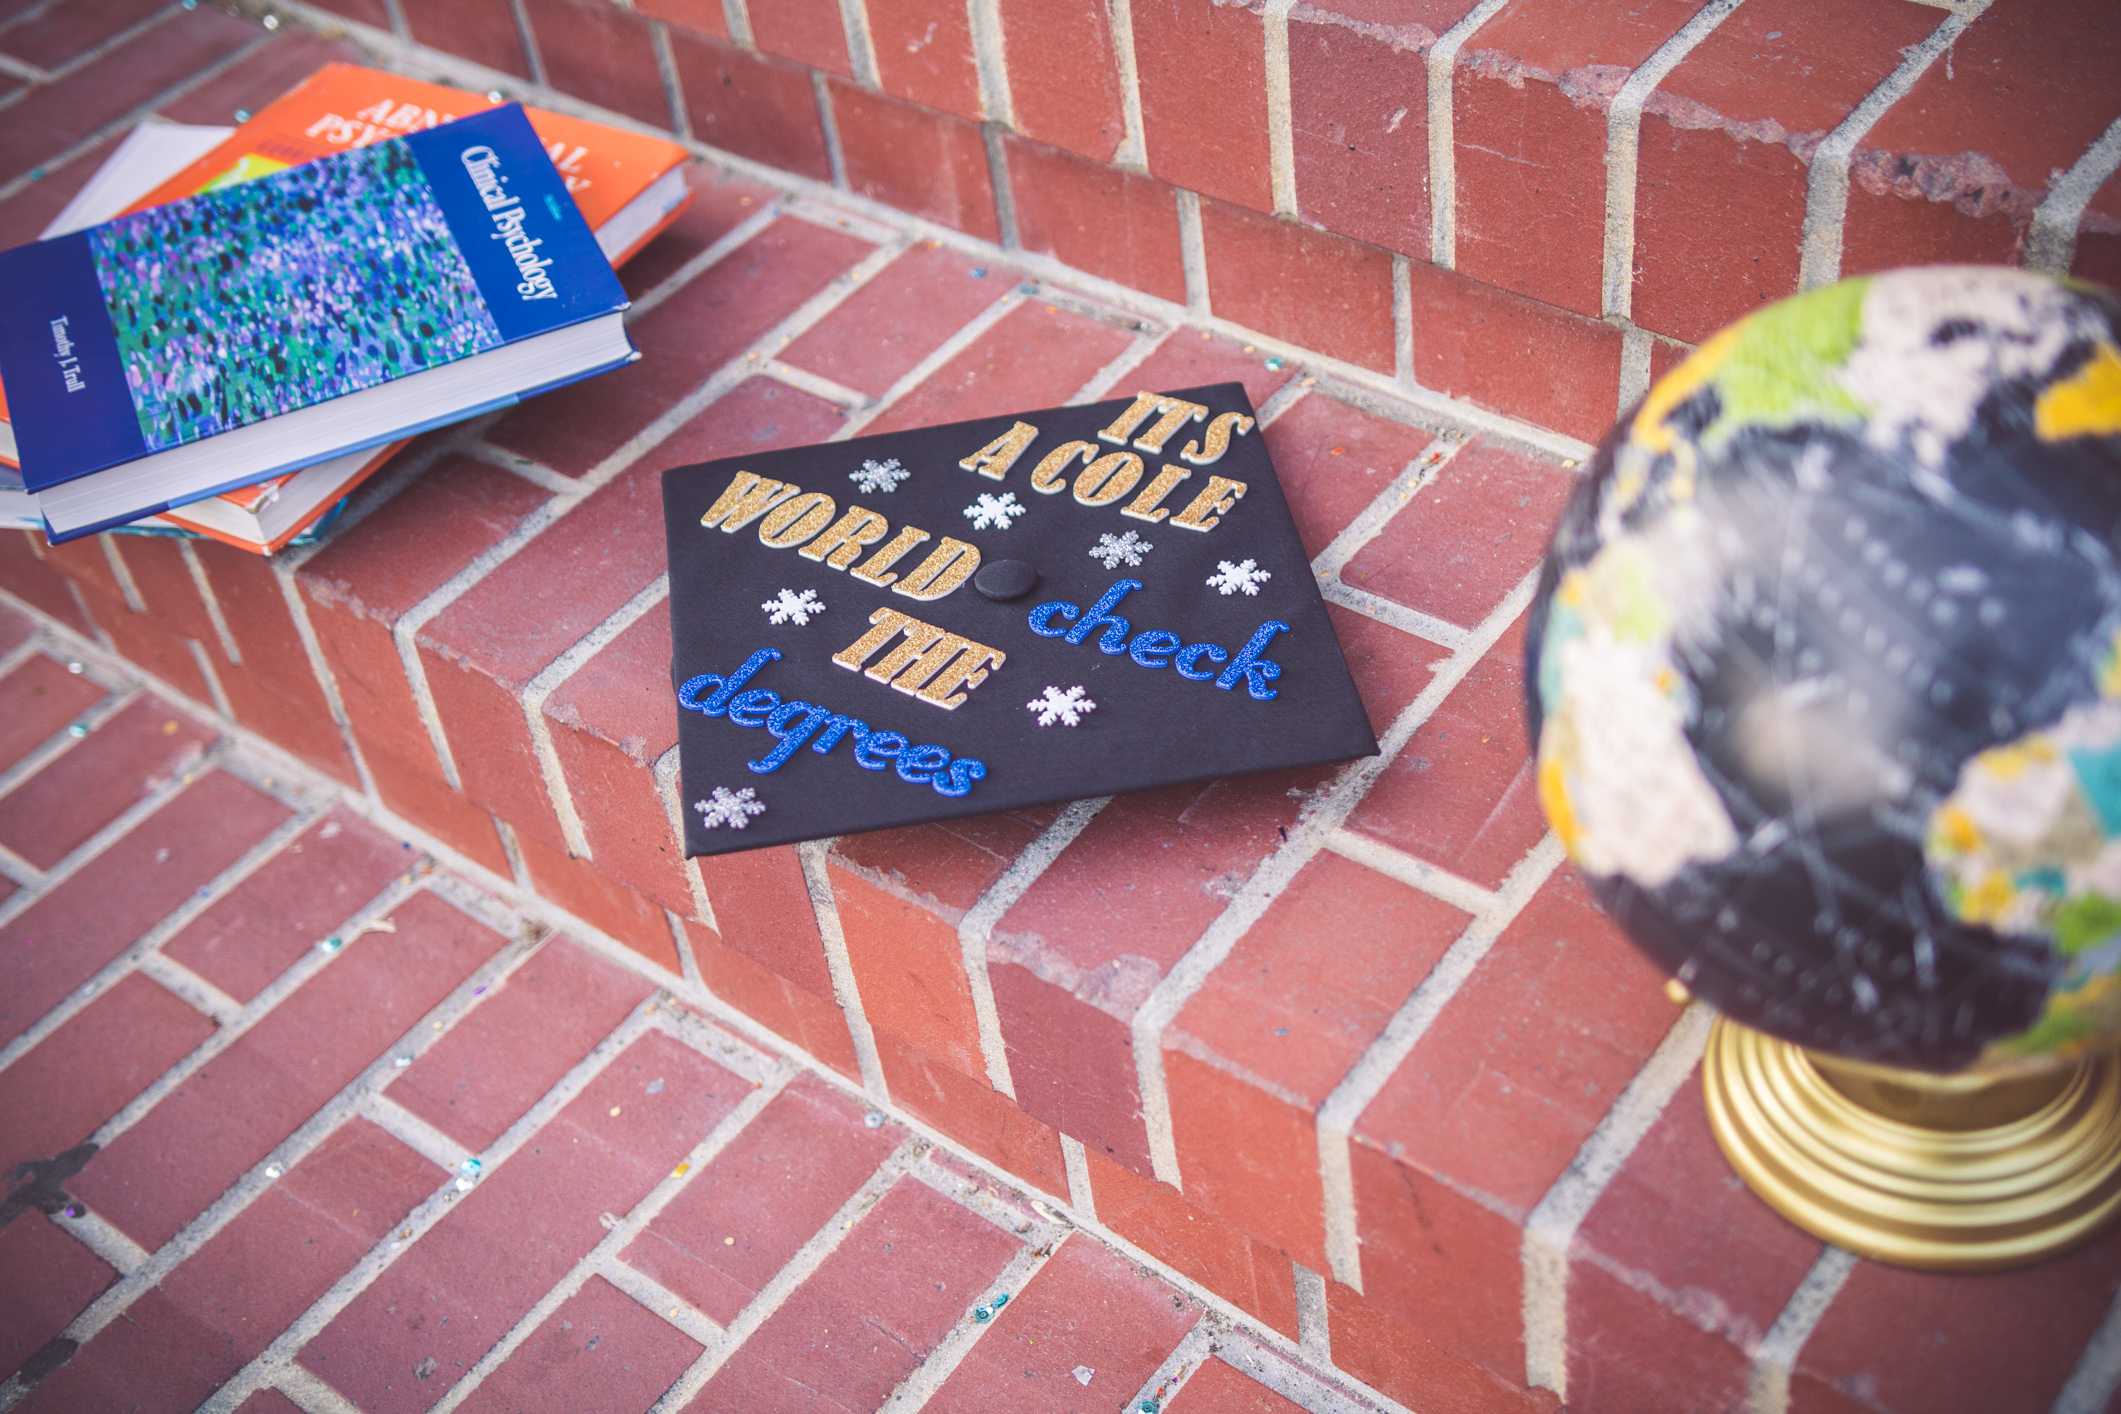 ITS
A COLE
WORLD
check
THE
degrees
Clinical Psychology
Timothy J. Trull